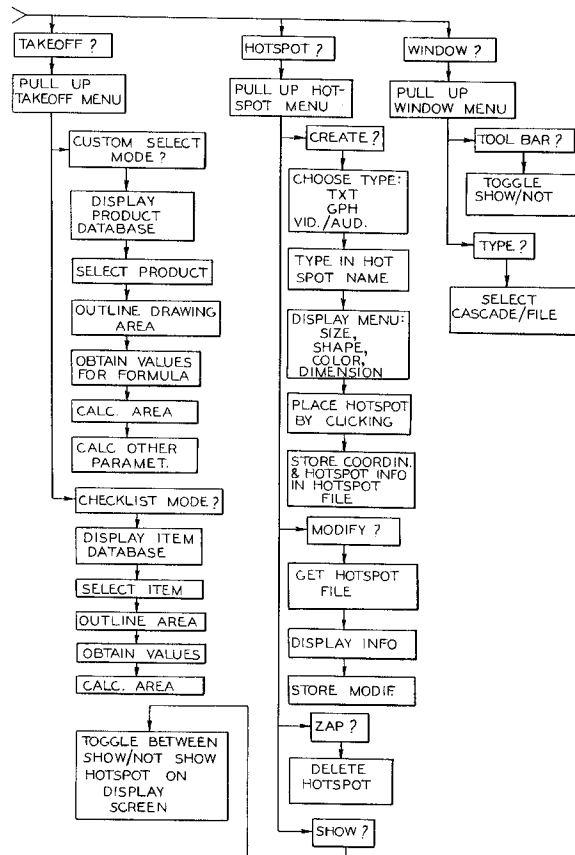 TAKEOFF ?
PULL UP
TAKEOFF MENU
CUSTOM SELECT
MODE ?
DISPLAY
PRODUCT
DATABASE
SELECT PRODUCT
OUTLINE DRAWING
AREA
OBTAIN VALUES
FOR FORMULA
CALC. AREA
CALC OTHER
PARAMET.
CHECKLIST MODE ?
DISPLAY ITEM
DATABASE
SELECT ITEM
OUTLINE AREA
OBTAIN VALUES
CALC. AREA
TOGGLE BETWEEN
SHOW/NOT SHOW
HOTSPOT ON
DISPLAY
SCREEN
HOTSPOT ?
PULL UP HOT-
SPOT MENU
CREATE ?
CHOOSE TYPE:
TXT
GPH
VID./AUD.
TYPE IN HOT
SPOT NAME
DISPLAY MENU:
SIZE,
SHAPE,
COLOR,
DIMENSION
PLACE HOTSPOT
BY CLICKING
STORE COORDIN.
& HOTSPOT INFO
IN HOTSPOT
FILE
MODIFY ?
GET HOTSPOT
FILE
DISPLAY INFO
STORE MODIF
ZAP ?
DELETE
HOTSPOT
SHOW ?
WINDOW ?
PULL UP
WINDOW MENU
TOOL BAR ?
TOGGLE
SHOW/NOT
TYPE ?
SELECT
CASCADE/FILE